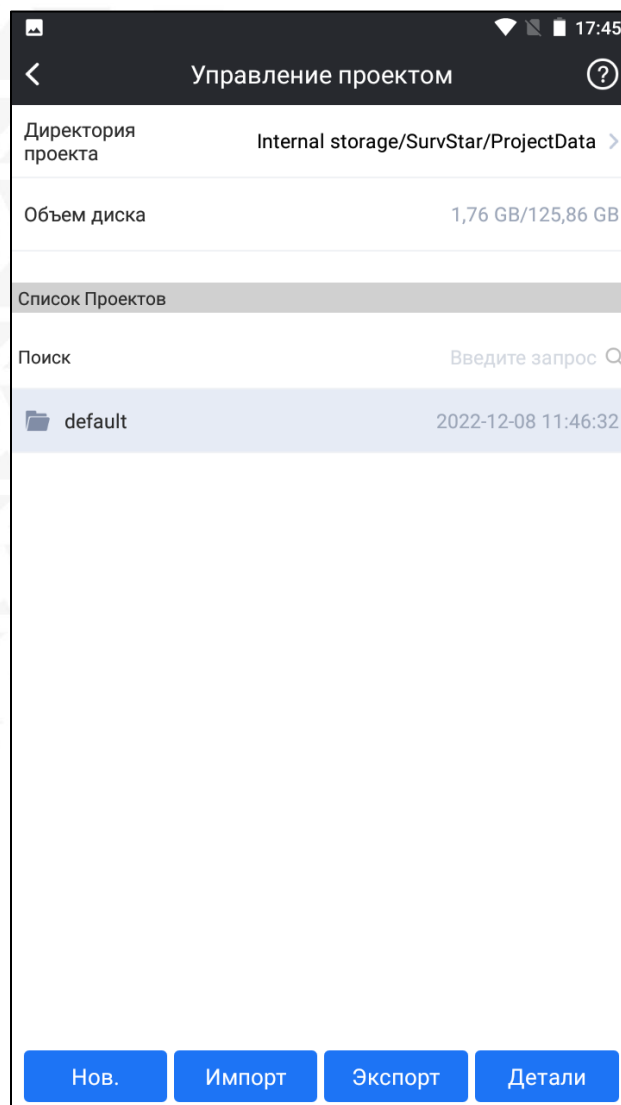 17:45
Управление проектом
Директория
проекта
Internal storage/SurvStar/ProjectData
Объем диска
1,76 GB/125,86 GB
Список Проектов
Поиск
Введите запрос
default
2022-12-08 11:46:32
Нов.
Импорт
Экспорт
Детали